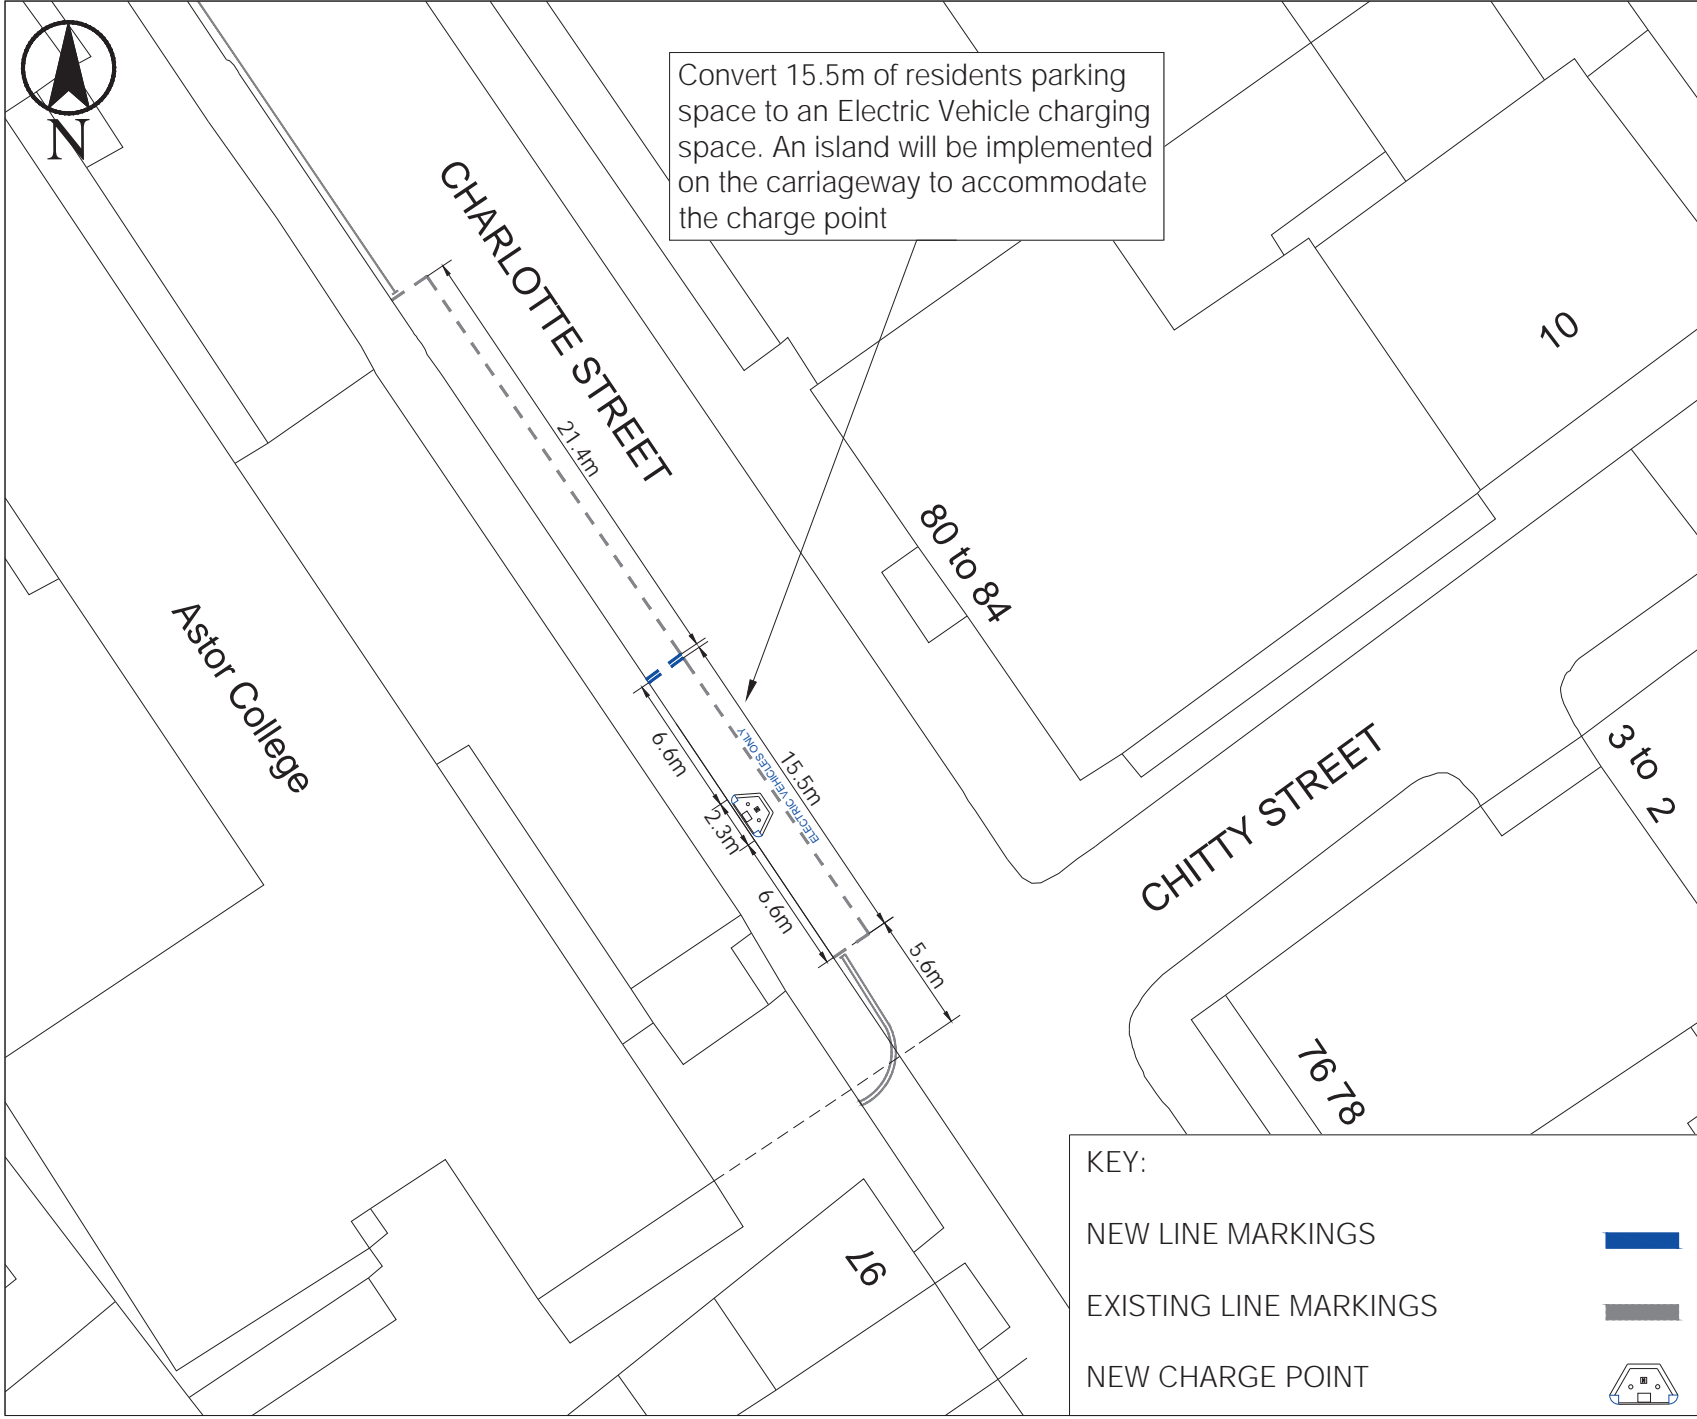 N
Convert 15.5m of residents parking
space to an Electric Vehicle charging
space. An island will be implemented
on the carriageway to accommodate
the charge point
CHARLOTTE STREET
10
21.4m
80 to 84
Astor College
6.6m
15.5m
ELECTRIC VEHICLES ONLY
2.3m
6.6m
5.6m
CHITTY STREET
3 to 2
76 78
97
KEY:
NEW LINE MARKINGS
EXISTING LINE MARKINGS
NEW CHARGE POINT